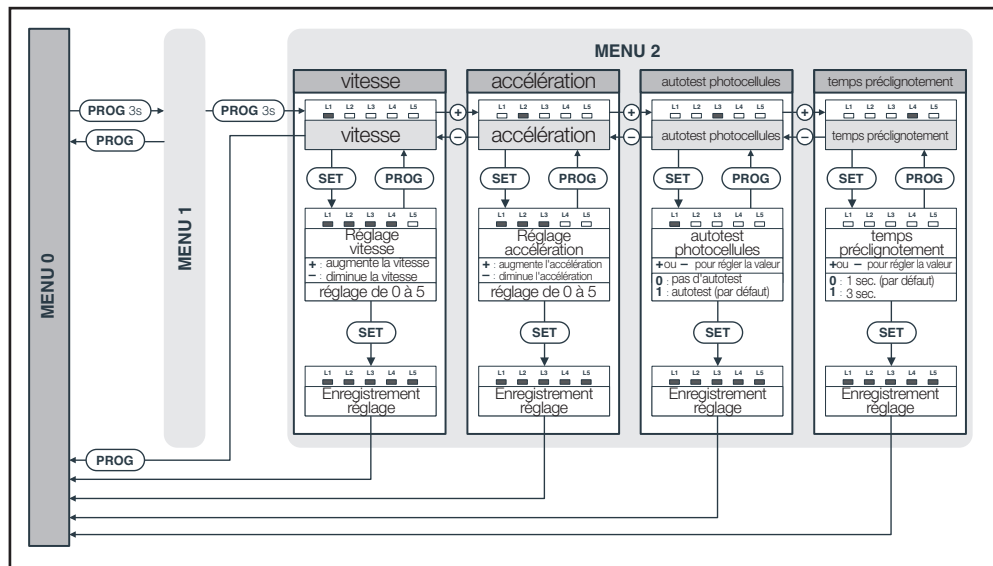 MENU 2
vitesse
accélération
autotest photocellules
temps préclignotement
PROG 3s
PROG 3s
L1 L2 L3 L4 L5
+
L1 L2 L3 L4 L5
+
L1 L2 L3 L4 L5
+
L1 L2 L3 L4 L5
PROG
vitesse
−
accélération
−
autotest photocellules
−
temps préclignotement
SET
PROG
SET
PROG
SET
PROG
SET
PROG
MENU 0
MENU 1
L1 L2 L3 L4 L5
Réglage
vitesse
+ : augmente la vitesse
− : diminue la vitesse
réglage de 0 à 5
L1 L2 L3 L4 L5
Réglage
accélération
+ : augmente l'accélération
− : diminue l'accélération
réglage de 0 à 5
L1 L2 L3 L4 L5
autotest
photocellules
+ou − pour régler la valeur
0 : pas d'autotest
1 : autotest (par défaut)
L1 L2 L3 L4 L5
temps
préclignotement
+ou − pour régler la valeur
0 : 1 sec. (par défaut)
1 : 3 sec.
SET
SET
SET
SET
L1 L2 L3 L4 L5
Enregistrement
réglage
L1 L2 L3 L4 L5
Enregistrement
réglage
L1 L2 L3 L4 L5
Enregistrement
réglage
L1 L2 L3 L4 L5
Enregistrement
réglage
PROG